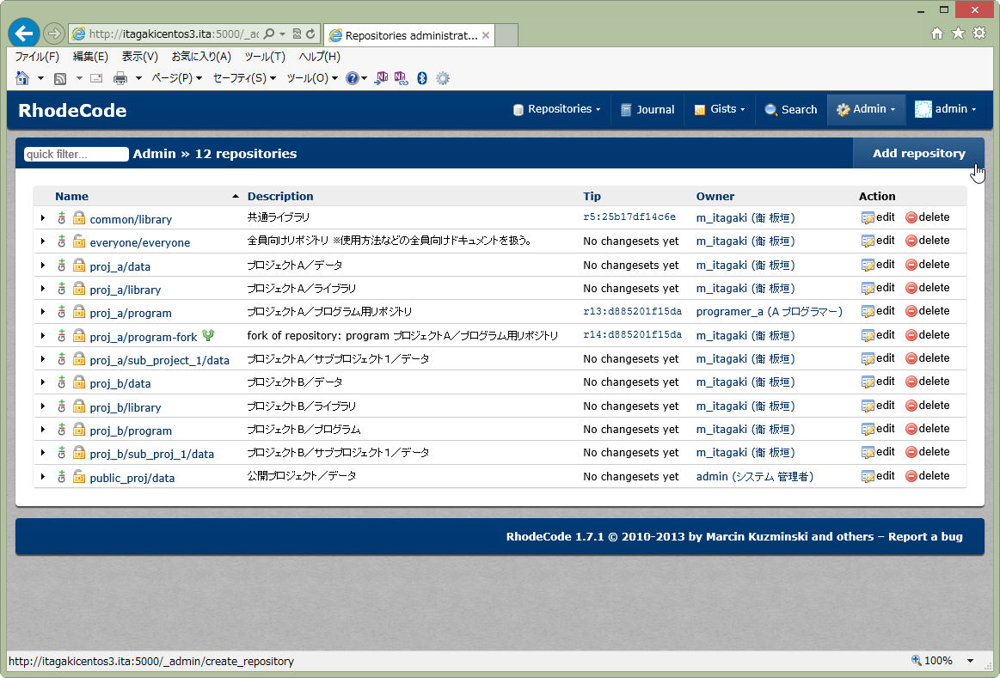 http://itagakicentos3.ita:5000/_ac
Repositories administrat...
ファイル(F) 編集(E) 表示(V) お気に入り(A) ツール(T) ヘルプ(H)
ページ(P) セーフティ(S) ツール(O)
RhodeCode
Repositories Journal Gists Search Admin admin
quick filter... Admin » 12 repositories Add repository
Name Description Tip Owner Action
common/library 共通ライブラリ r5:25b17df14c6e m_itagaki (衛 板垣) edit delete
everyone/everyone 全員向けリポジトリ ※使用方法などの全員向けドキュメントを扱う。 No changesets yet m_itagaki (衛 板垣) edit delete
proj_a/data プロジェクトA/データ No changesets yet m_itagaki (衛 板垣) edit delete
proj_a/library プロジェクトA/ライブラリ No changesets yet m_itagaki (衛 板垣) edit delete
proj_a/program プロジェクトA/プログラム用リポジトリ r13:d885201f15da programer_a (A プログラマー) edit delete
proj_a/program-fork fork of repository: program プロジェクトA/プログラム用リポジトリ r14:d885201f15da m_itagaki (衛 板垣) edit delete
proj_a/sub_project_1/data プロジェクトA/サブプロジェクト1/データ No changesets yet m_itagaki (衛 板垣) edit delete
proj_b/data プロジェクトB/データ No changesets yet m_itagaki (衛 板垣) edit delete
proj_b/library プロジェクトB/ライブラリ No changesets yet m_itagaki (衛 板垣) edit delete
proj_b/program プロジェクトB/プログラム No changesets yet m_itagaki (衛 板垣) edit delete
proj_b/sub_proj_1/data プロジェクトB/サブプロジェクト1/データ No changesets yet m_itagaki (衛 板垣) edit delete
public_proj/data 公開プロジェクト/データ No changesets yet admin (システム 管理者) edit delete
RhodeCode 1.7.1 © 2010-2013 by Marcin Kuzminski and others – Report a bug
http://itagakicentos3.ita:5000/_admin/create_repository 100%